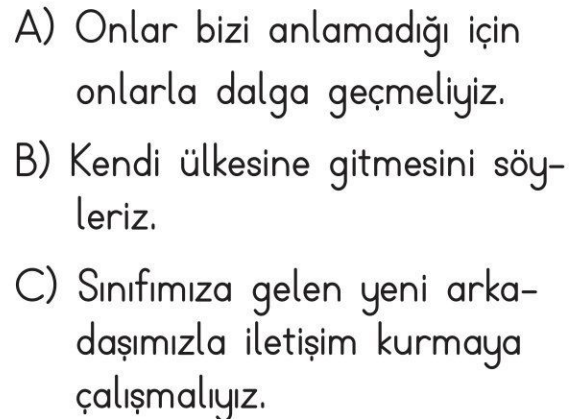 A) Onlar bizi anlamadığı için
onlarla dalga geçmeliyiz.
B) Kendi ülkesine gitmesini söy-
leriz.
C) Sınıfımıza gelen yeni arka-
daşımızla iletişim kurmaya
çalışmalıyız.